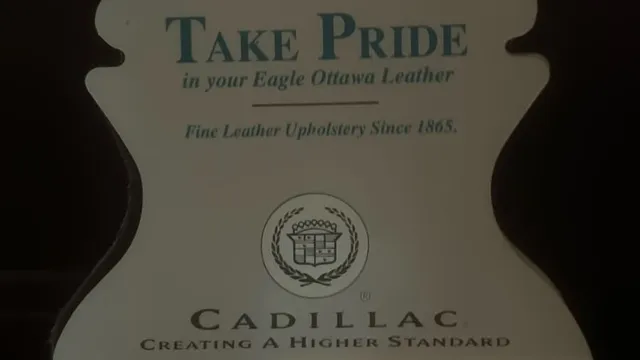 TAKE PRIDE
in your Eagle Ottawa Leather
Fine Leather Upholstery Since 1865.
®
CADILLAC
CREATING A HIGHER STANDARD